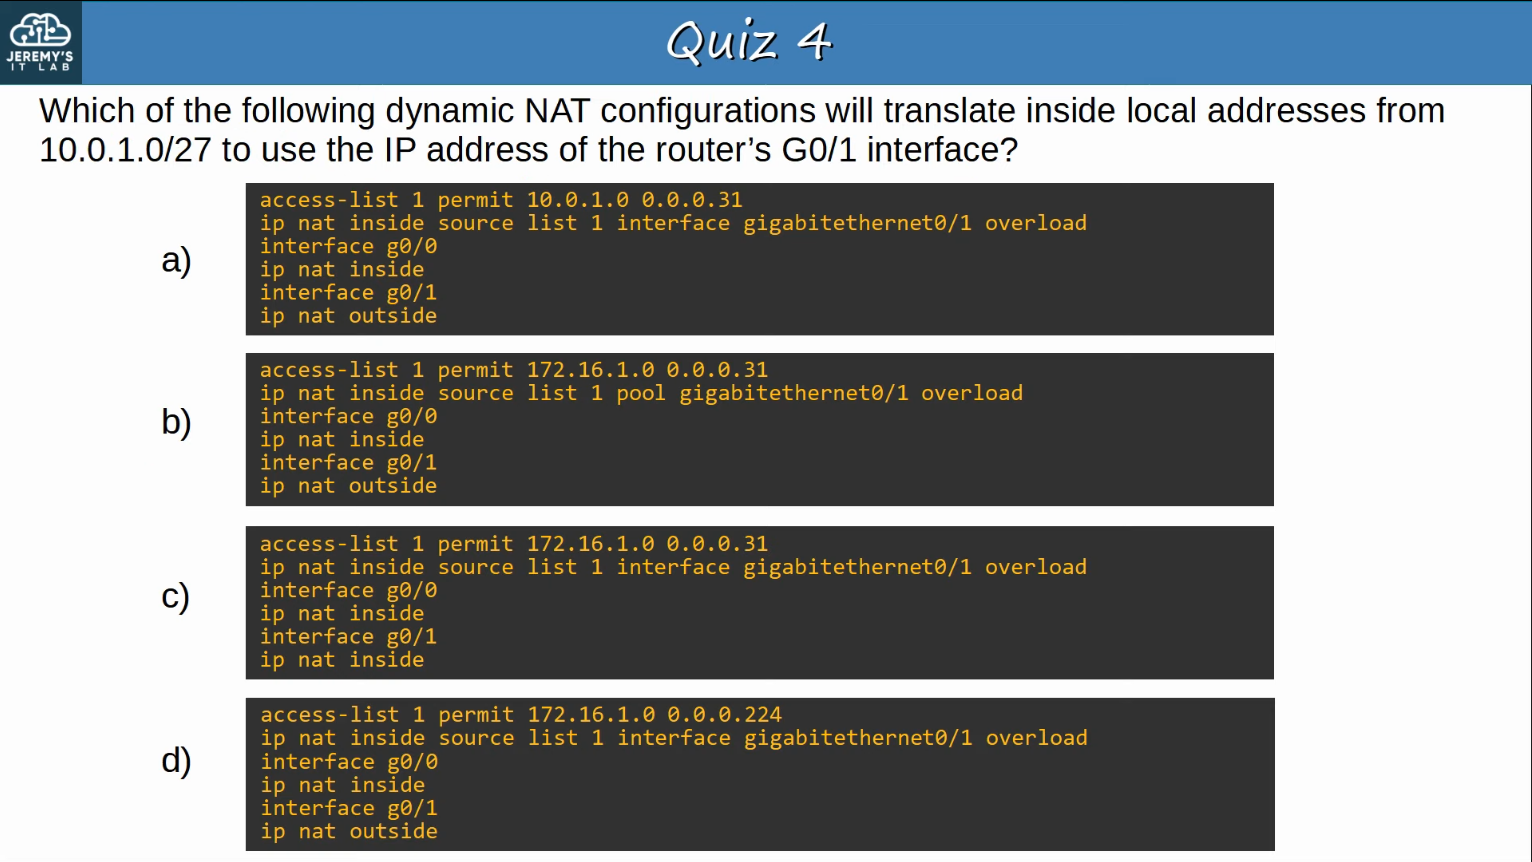 JEREMY'S
IT LAB
Quiz 4
Which of the following dynamic NAT configurations will translate inside local addresses from
10.0.1.0/27 to use the IP address of the router's G0/1 interface?
a)
access-list 1 permit 10.0.1.0 0.0.0.31
ip nat inside source list 1 interface gigabitethernet0/1 overload
interface g0/0
ip nat inside
interface g0/1
ip nat outside
b)
access-list 1 permit 172.16.1.0 0.0.0.31
ip nat inside source list 1 pool gigabitethernet0/1 overload
interface g0/0
ip nat inside
interface g0/1
ip nat outside
c)
access-list 1 permit 172.16.1.0 0.0.0.31
ip nat inside source list 1 interface gigabitethernet0/1 overload
interface g0/0
ip nat inside
interface g0/1
ip nat inside
d)
access-list 1 permit 172.16.1.0 0.0.0.224
ip nat inside source list 1 interface gigabitethernet0/1 overload
interface g0/0
ip nat inside
interface g0/1
ip nat outside